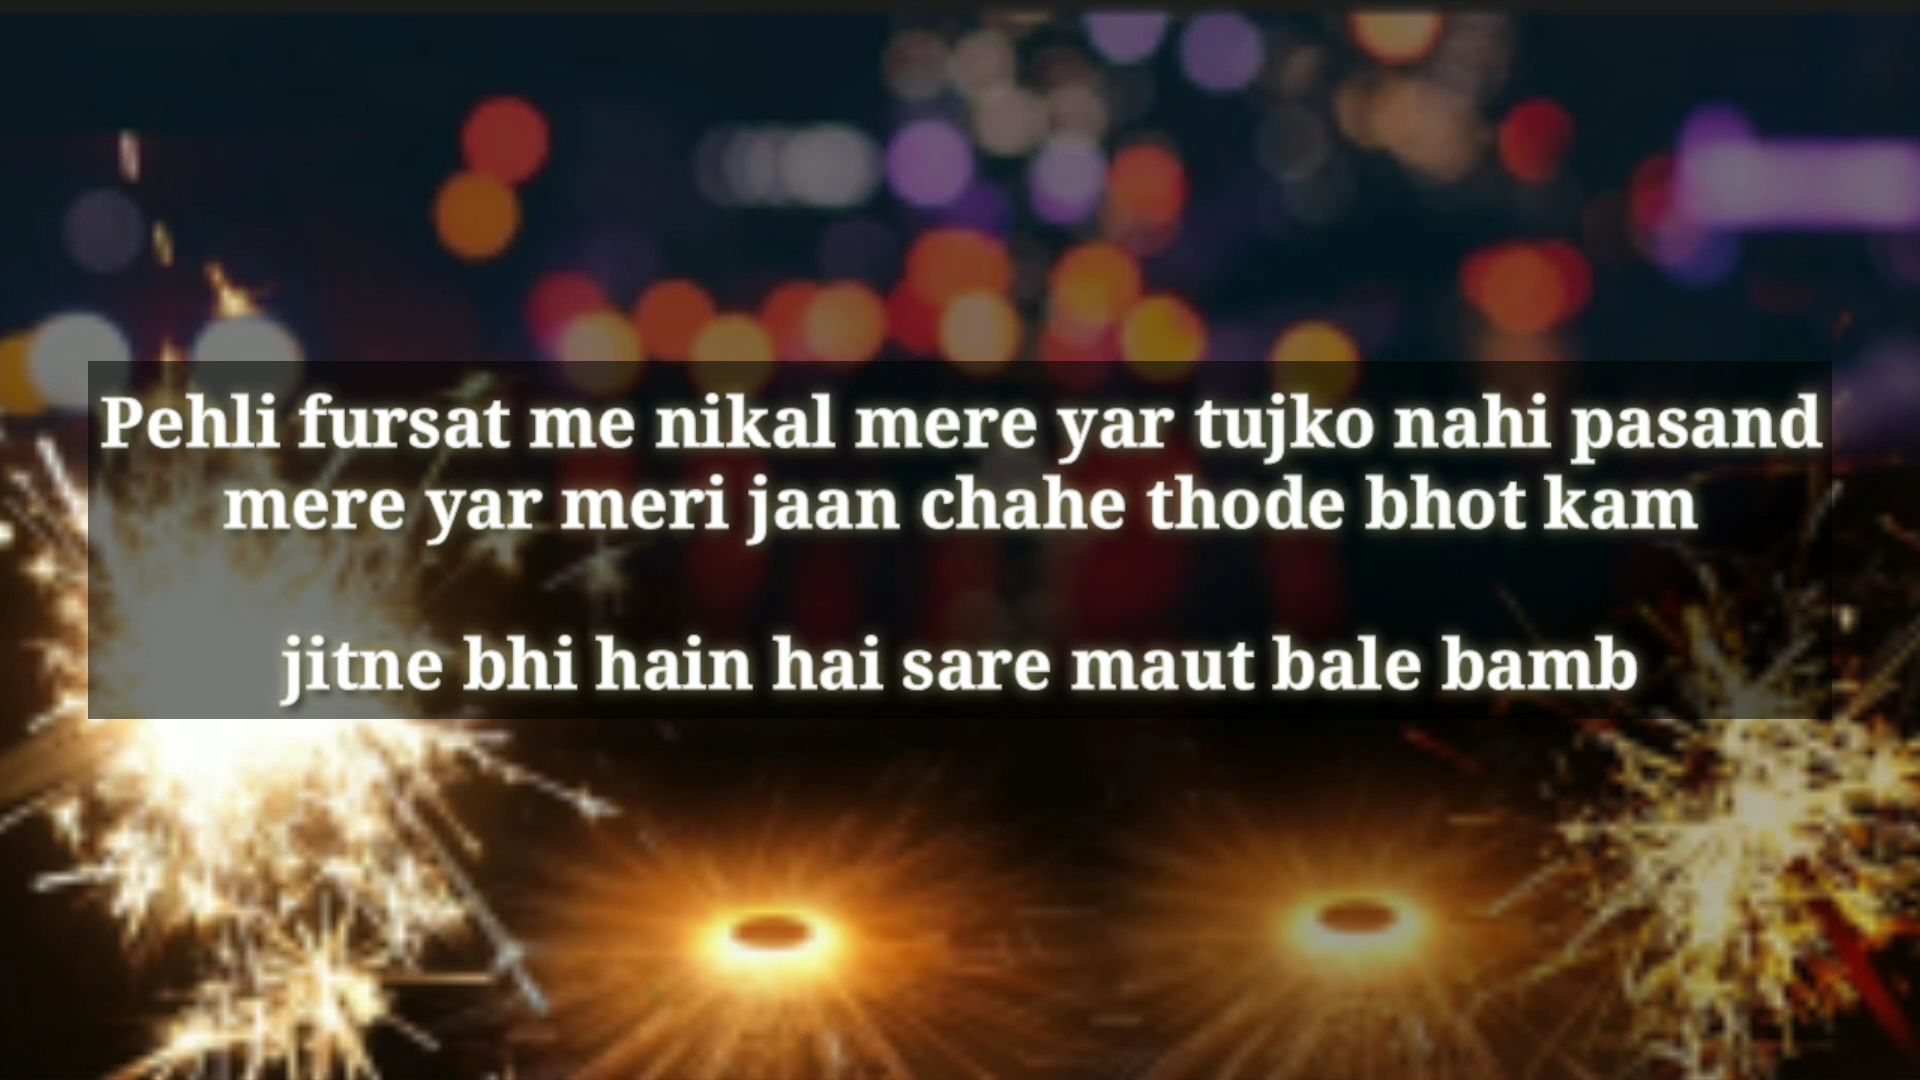 Pehli fursat me nikal mere yar tujko nahi pasand
mere yar meri jaan chahe thode bhot kam
jitne bhi hain hai sare maut bale bamb